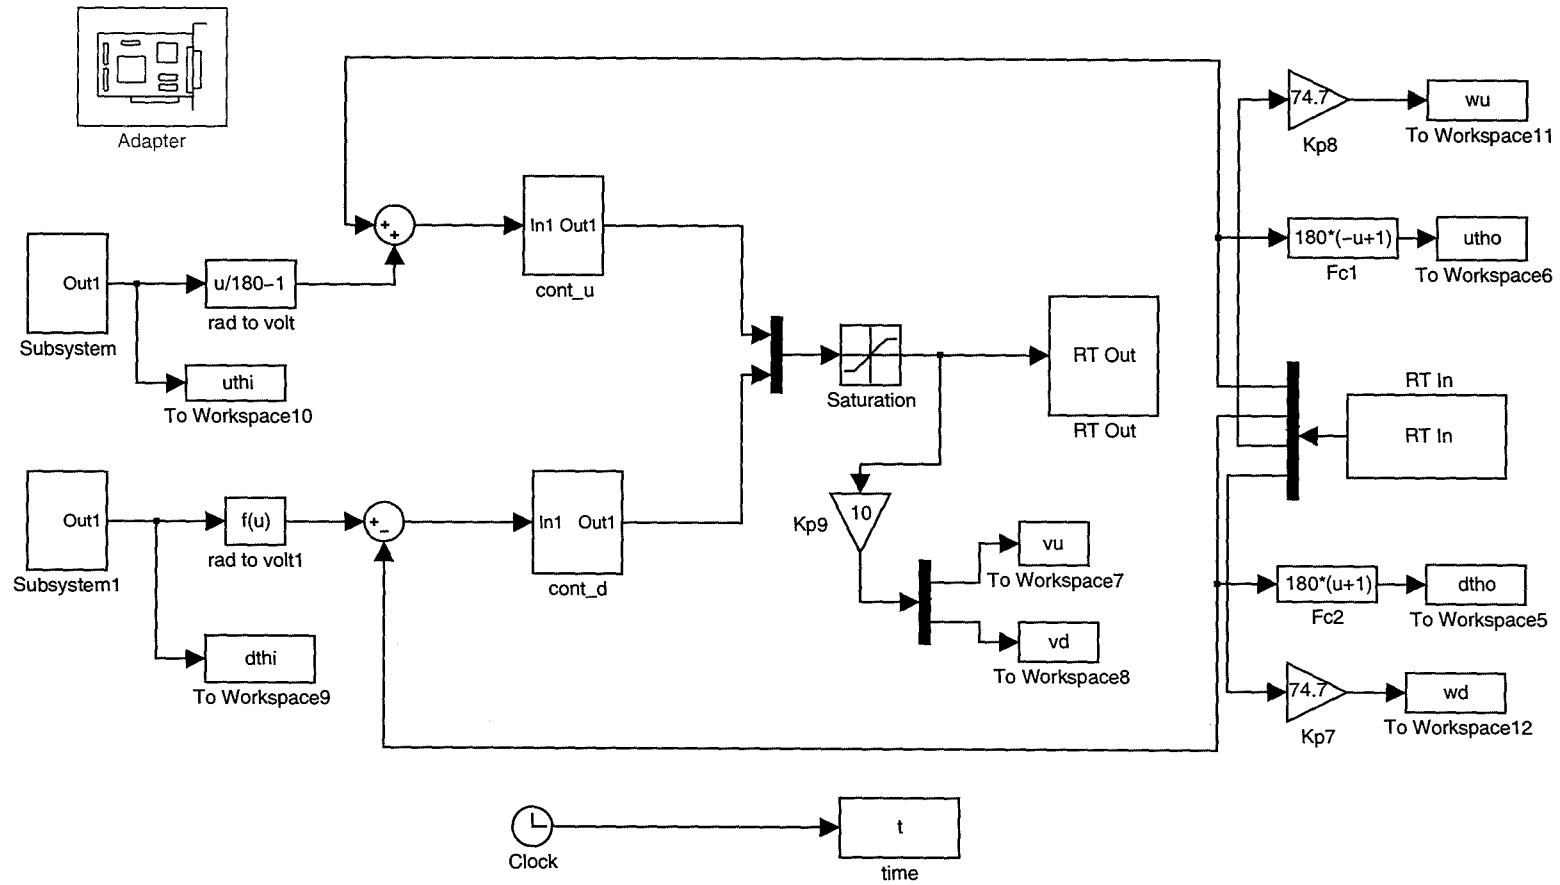 Adapter
74.7
Kp8
wu
To Workspace11
+
+
In1 Out1
cont_u
180*(-u+1)
Fc1
utho
To Workspace6
Out1
Subsystem
u/180-1
rad to volt
uthi
To Workspace10
Saturation
RT Out
RT Out
RT In
RT In
Out1
Subsystem1
f(u)
rad to volt1
+
-
In1 Out1
cont_d
Kp9
10
vu
To Workspace7
vd
To Workspace8
180*(u+1)
Fc2
dtho
To Workspace5
dthi
To Workspace9
74.7
Kp7
wd
To Workspace12
Clock
t
time